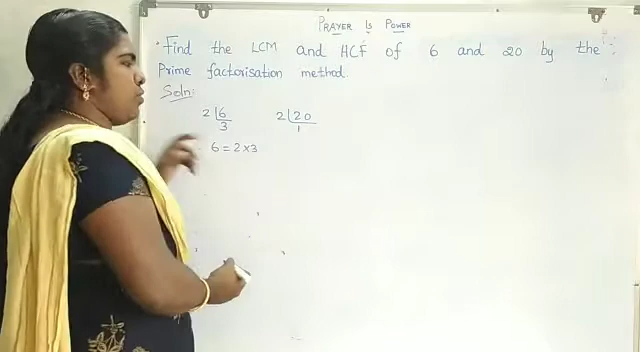 PRAYER IS POWER
Find the LCM and HCF of 6 and 20 by the
Prime factorisation method.
Soln:
2 6 2 20
3 1
6 = 2 × 3